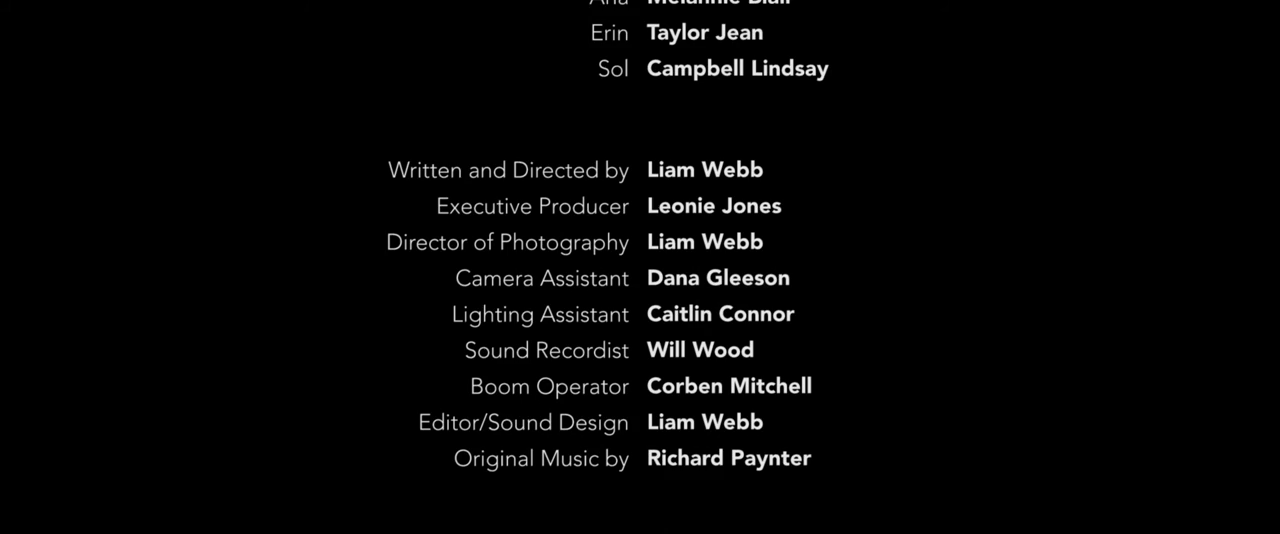 Erin Taylor Jean
Sol Campbell Lindsay
Written and Directed by Liam Webb
Executive Producer Leonie Jones
Director of Photography Liam Webb
Camera Assistant Dana Gleeson
Lighting Assistant Caitlin Connor
Sound Recordist Will Wood
Boom Operator Corben Mitchell
Editor/Sound Design Liam Webb
Original Music by Richard Paynter